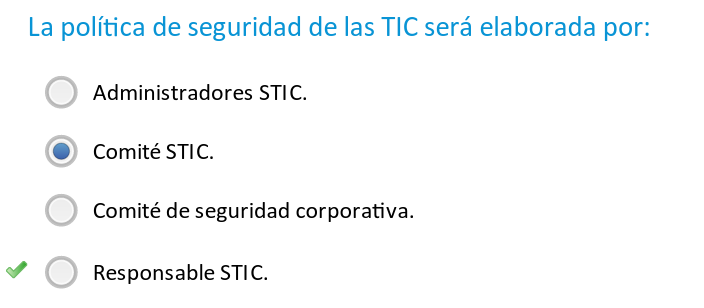 La política de seguridad de las TIC será elaborada por:
Administradores STIC.
Comité STIC.
Comité de seguridad corporativa.
Responsable STIC.